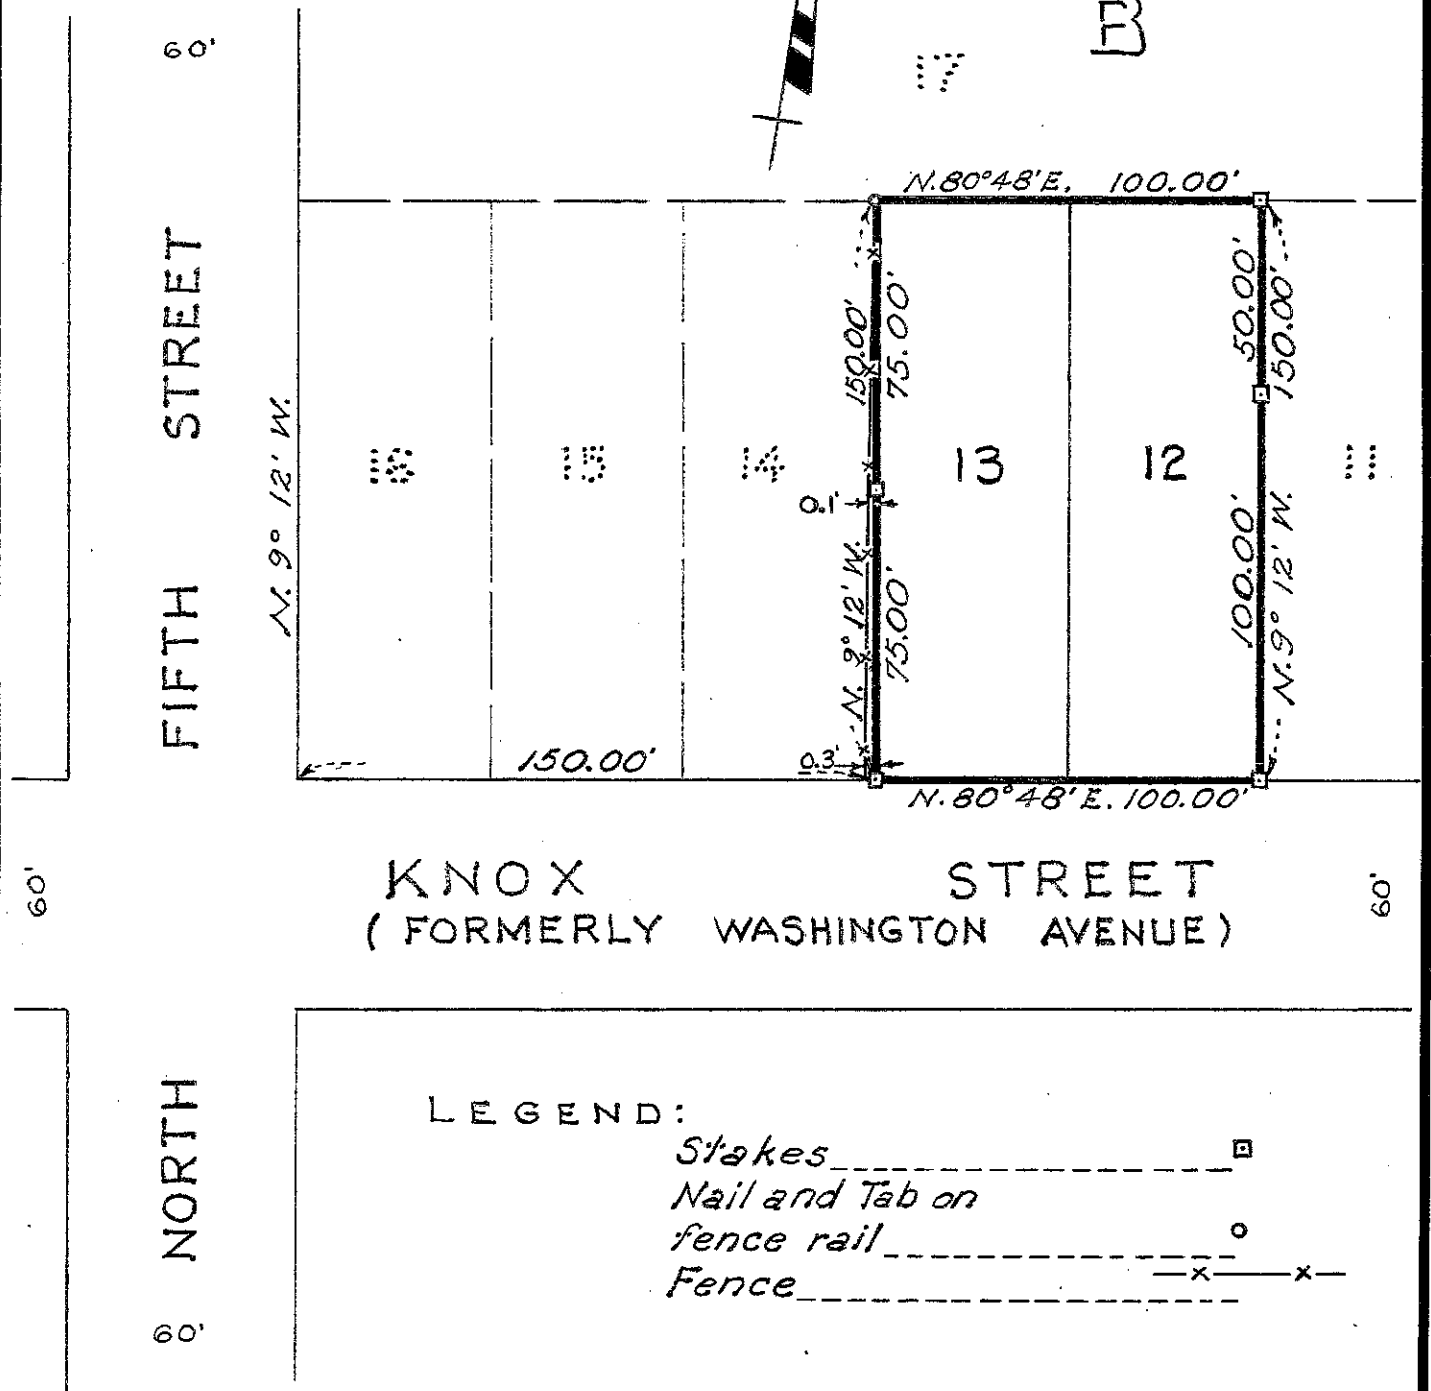 60'
B
17
N. 80° 48' E. 100.00'
FIFTH STREET
N. 9° 12' W.
16
15
14
150.00'
75.00'
13
12
50.00'
150.00'
11
0.1'
N. 9° 12' W.
75.00'
100.00'
N. 9° 12' W.
150.00'
0.3'
N. 80° 48' E. 100.00'
60'
KNOX STREET
60'
( FORMERLY WASHINGTON AVENUE )
NORTH
LEGEND:
Stakes
Nail and Tab on
fence rail
Fence
60'